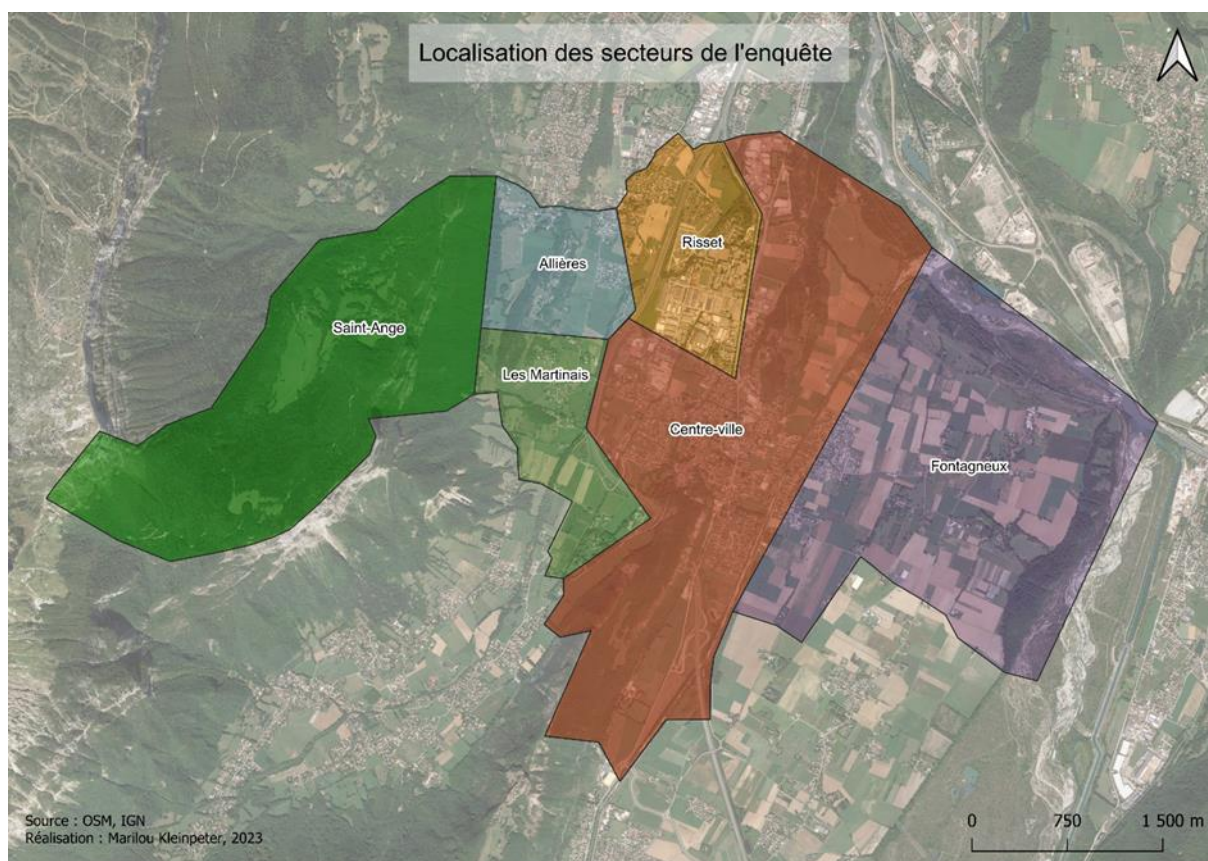 Localisation des secteurs de l'enquête
Risset
Allières
Saint-Ange
Les Martinais
Centre-ville
Fontagneux
Source : OSM, IGN
Réalisation : Marilou Kleinpeter, 2023
0 750 1 500 m